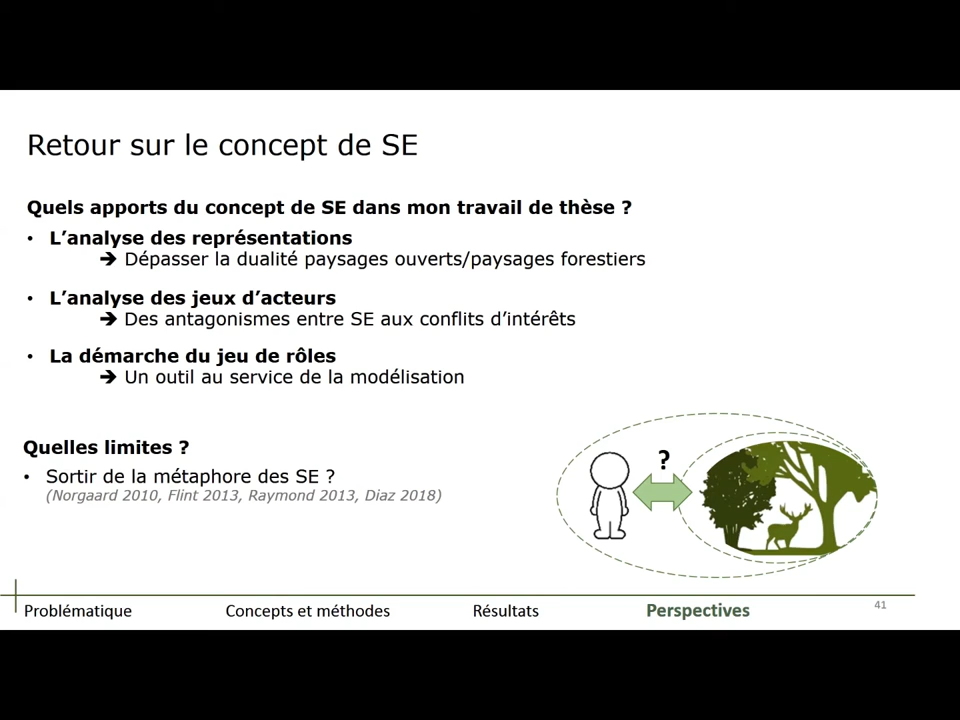 Retour sur le concept de SE
Quels apports du concept de SE dans mon travail de thèse ?
• L’analyse des représentations
➔ Dépasser la dualité paysages ouverts/paysages forestiers
• L’analyse des jeux d’acteurs
➔ Des antagonismes entre SE aux conflits d’intérêts
• La démarche du jeu de rôles
➔ Un outil au service de la modélisation
Quelles limites ?
• Sortir de la métaphore des SE ?
(Norgaard 2010, Flint 2013, Raymond 2013, Diaz 2018)
?
Problématique Concepts et méthodes Résultats Perspectives 41